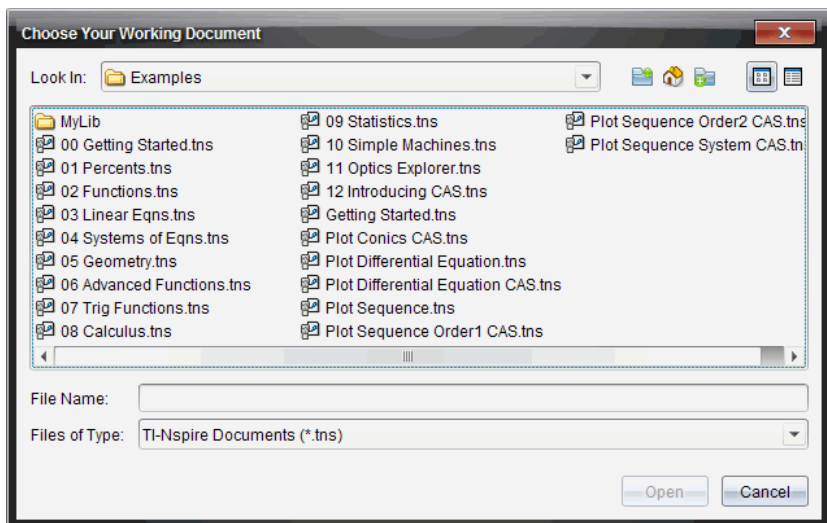 Choose Your Working Document
Look In: Examples
MyLib
00 Getting Started.tns
01 Percents.tns
02 Functions.tns
03 Linear Eqns.tns
04 Systems of Eqns.tns
05 Geometry.tns
06 Advanced Functions.tns
07 Trig Functions.tns
08 Calculus.tns
09 Statistics.tns
10 Simple Machines.tns
11 Optics Explorer.tns
12 Introducing CAS.tns
Getting Started.tns
Plot Conics CAS.tns
Plot Differential Equation.tns
Plot Differential Equation CAS.tns
Plot Sequence.tns
Plot Sequence Order1 CAS.tns
Plot Sequence Order2 CAS.tns
Plot Sequence System CAS.tn
File Name:
Files of Type: TI-Nspire Documents (*.tns)
Open Cancel